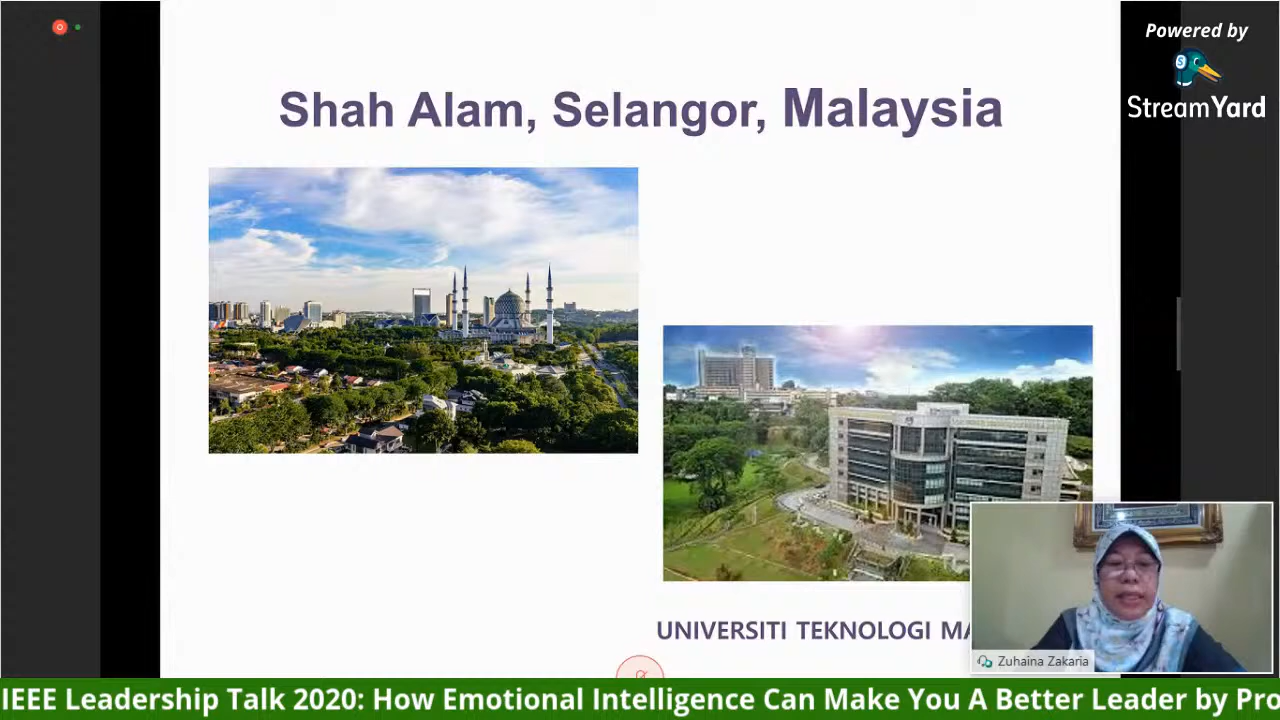 Powered by
StreamYard
Shah Alam, Selangor, Malaysia
UNIVERSITI TEKNOLOGI MA
Zuhaina Zakaria
IEEE Leadership Talk 2020: How Emotional Intelligence Can Make You A Better Leader by Pro